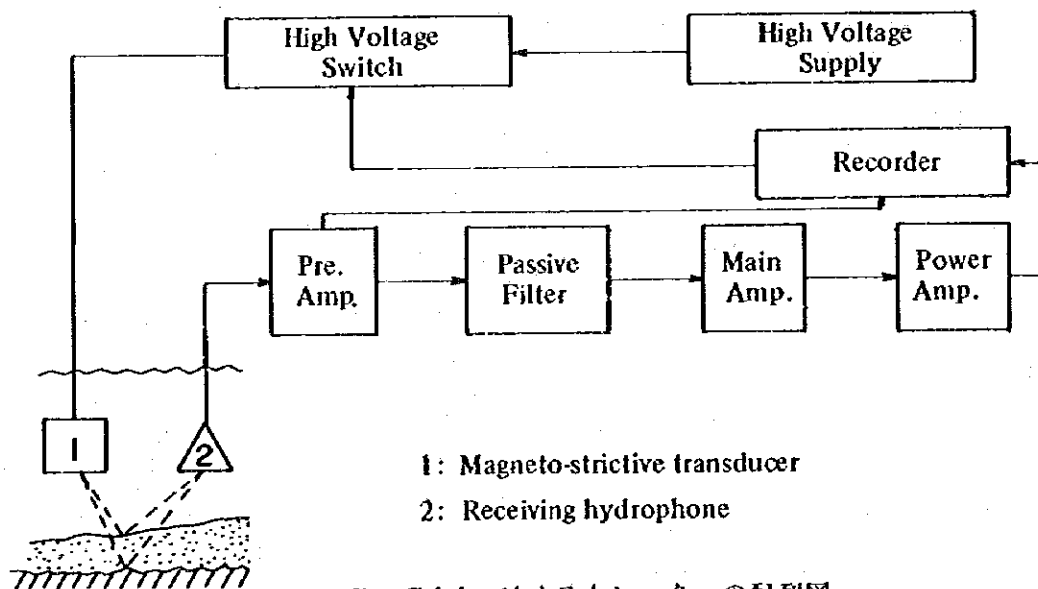 High Voltage
Switch
High Voltage
Supply
Recorder
Pre.
Amp.
Passive
Filter
Main
Amp.
Power
Amp.
1
2
1: Magneto-strictive transducer
2: Receiving hydrophone